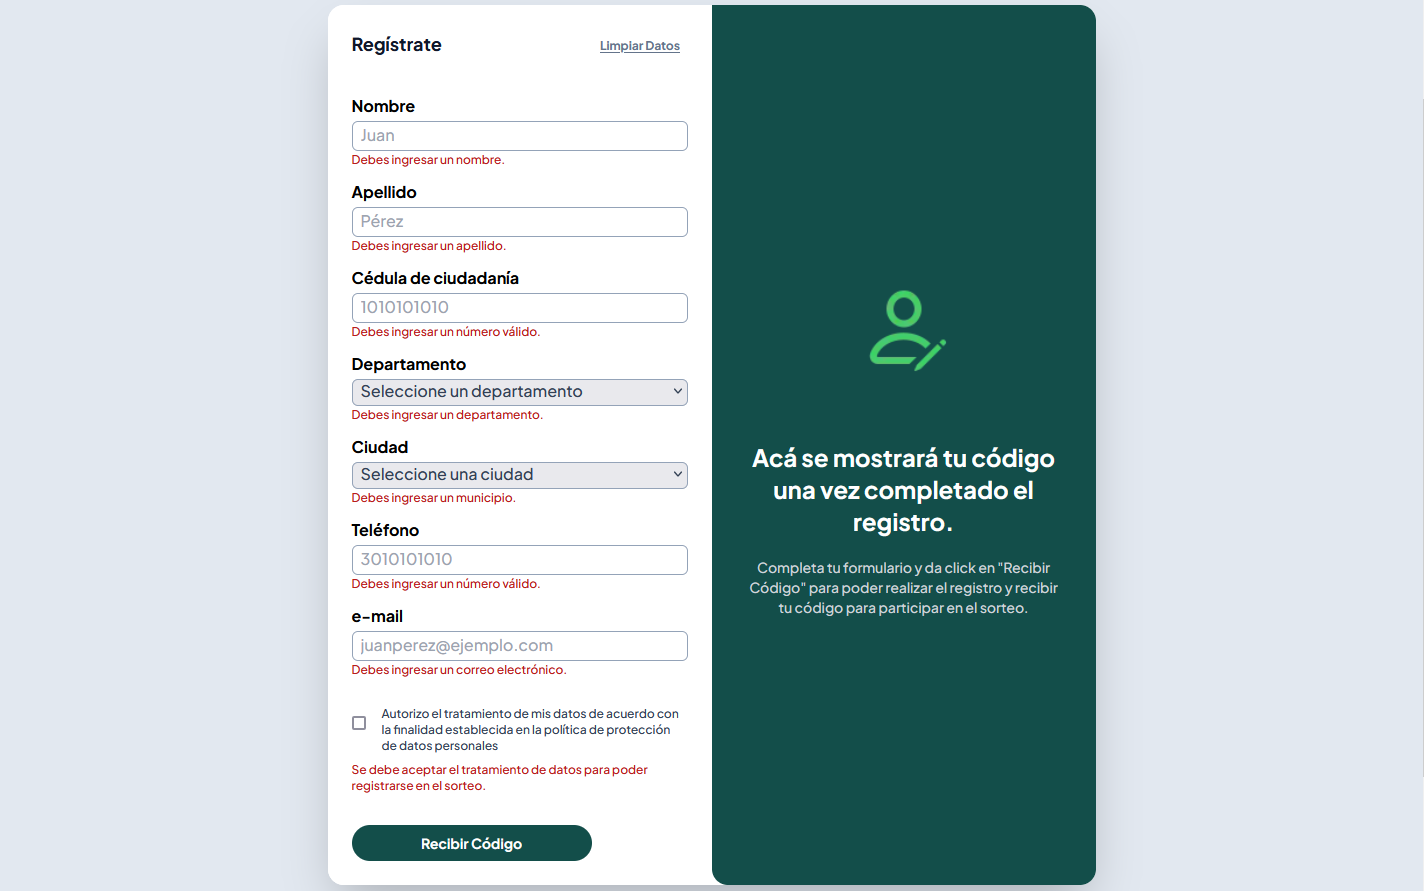 Regístrate
Limpiar Datos
Nombre
Juan
Debes ingresar un nombre.
Apellido
Pérez
Debes ingresar un apellido.
Cédula de ciudadanía
1010101010
Debes ingresar un número válido.
Departamento
Seleccione un departamento
Debes ingresar un departamento.
Ciudad
Seleccione una ciudad
Debes ingresar un municipio.
Teléfono
3010101010
Debes ingresar un número válido.
e-mail
juanperez@ejemplo.com
Debes ingresar un correo electrónico.
Autorizo el tratamiento de mis datos de acuerdo con
la finalidad establecida en la política de protección
de datos personales
Se debe aceptar el tratamiento de datos para poder
registrarse en el sorteo.
Recibir Código
Acá se mostrará tu código
una vez completado el
registro.
Completa tu formulario y da click en "Recibir
Código" para poder realizar el registro y recibir
tu código para participar en el sorteo.